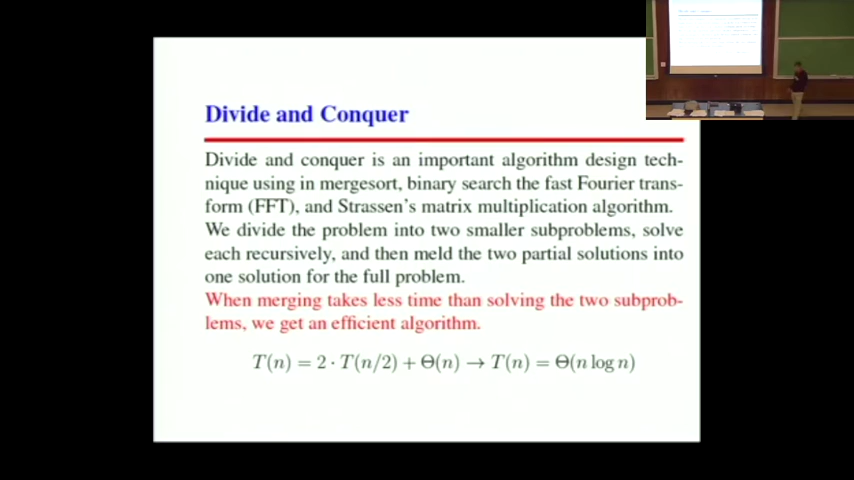 Divide and Conquer
Divide and conquer is an important algorithm design tech-
nique using in mergesort, binary search the fast Fourier trans-
form (FFT), and Strassen's matrix multiplication algorithm.
We divide the problem into two smaller subproblems, solve
each recursively, and then meld the two partial solutions into
one solution for the full problem.
When merging takes less time than solving the two subprob-
lems, we get an efficient algorithm.
T(n) = 2 · T(n/2) + Θ(n) → T(n) = Θ(n log n)